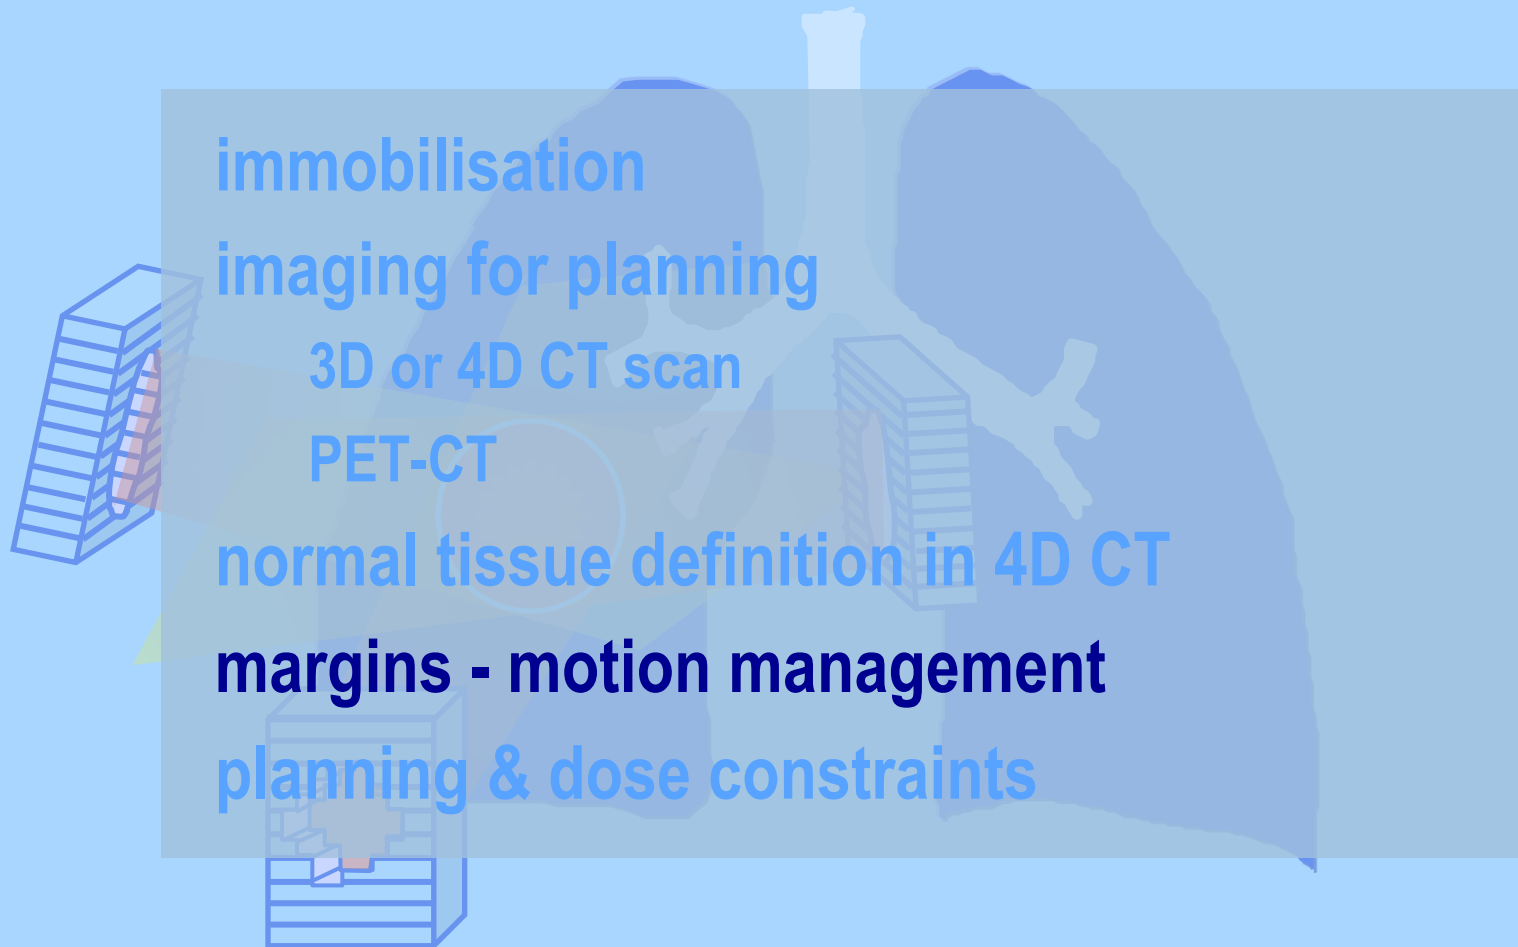 immobilisation
imaging for planning
3D or 4D CT scan
PET-CT
normal tissue definition in 4D CT
margins - motion management
planning & dose constraints